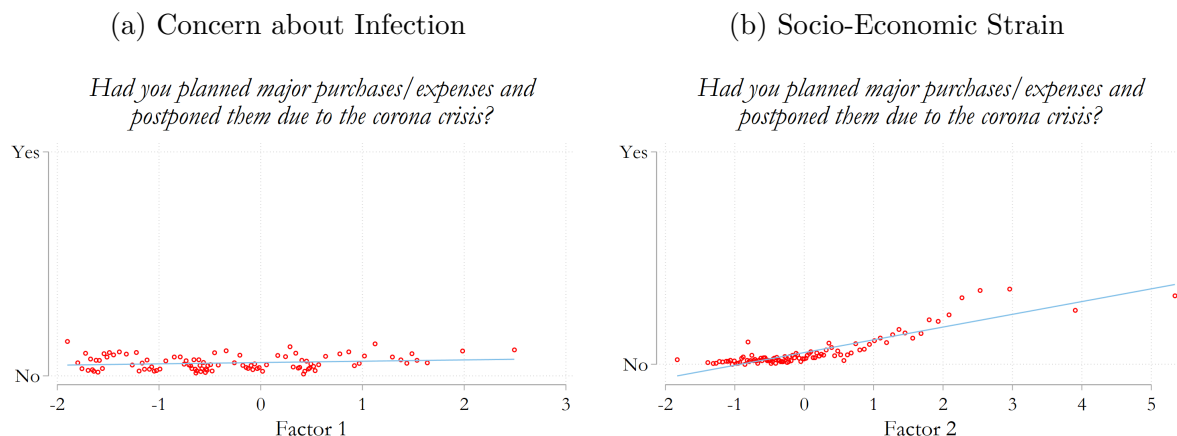 (a) Concern about Infection
Had you planned major purchases/expenses and
postponed them due to the corona crisis?
Yes
No
-2
-1
0
1
2
3
Factor 1
(b) Socio-Economic Strain
Had you planned major purchases/expenses and
postponed them due to the corona crisis?
Yes
No
-2
-1
0
1
2
3
4
5
Factor 2